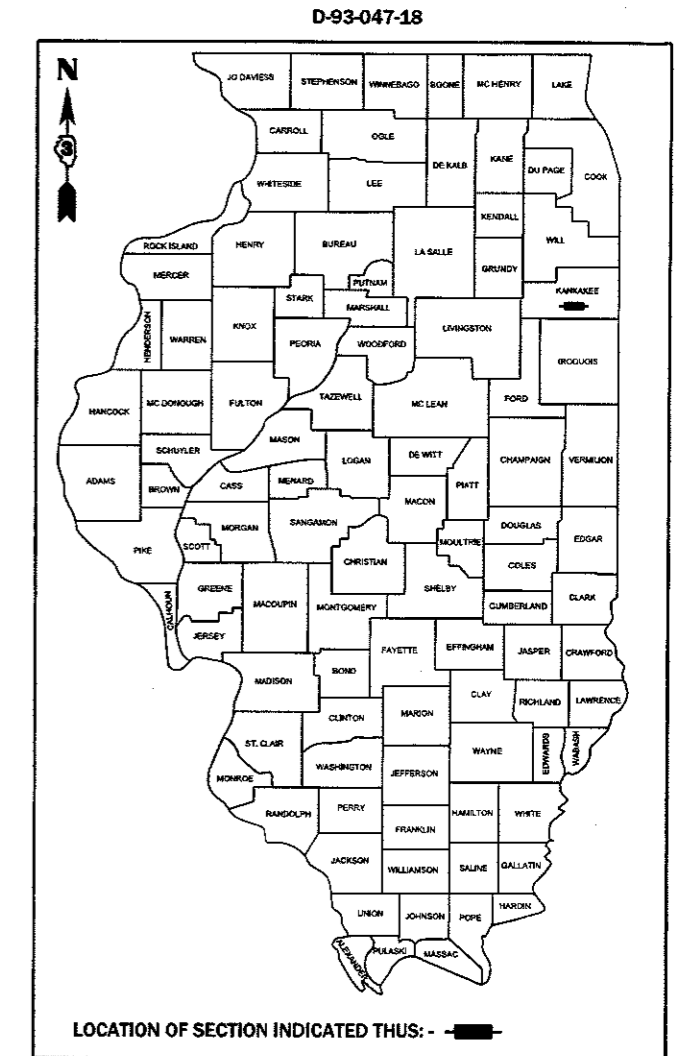 D-93-047-18
N
3
JO DAVIESS STEPHENSON WINNEBAGO BOONE MC HENRY LAKE
CARROLL OGLE DE KALB KANE DU PAGE COOK
WHITESIDE LEE KENDALL WILL
ROCK ISLAND HENRY BUREAU LA SALLE GRUNDY
MERCER PUTNAM KANKAKEE
HENDERSON WARREN KNOX STARK MARSHALL LIVINGSTON
PEORIA WOODFORD IROQUOIS
HANCOCK MC DONOUGH FULTON TAZEWELL MC LEAN FORD
SCHUYLER MASON LOGAN DE WITT CHAMPAIGN VERMILION
ADAMS BROWN CASS MENARD MACON PIATT
PIKE SCOTT MORGAN SANGAMON CHRISTIAN MOULTRIE DOUGLAS EDGAR
COLES
CALHOUN GREENE MACOUPIN MONTGOMERY SHELBY CUMBERLAND CLARK
JERSEY FAYETTE EFFINGHAM JASPER CRAWFORD
MADISON BOND CLAY RICHLAND LAWRENCE
CLINTON MARION
ST. CLAIR WASHINGTON JEFFERSON WAYNE EDWARDS WABASH
MONROE
RANDOLPH PERRY FRANKLIN HAMILTON WHITE
JACKSON WILLIAMSON SALINE GALLATIN
UNION JOHNSON POPE HARDIN
ALEXANDER PULASKI MASSAC
LOCATION OF SECTION INDICATED THUS: -